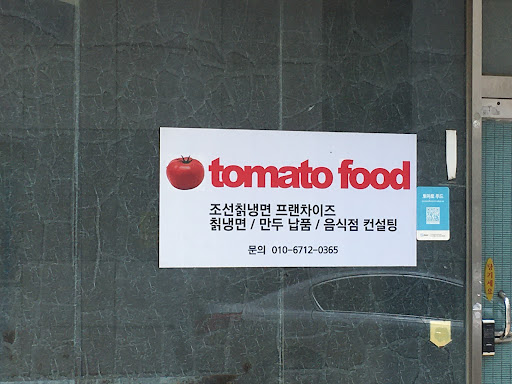 tomato food
조선칡냉면 프랜차이즈
칡냉면 / 만두 납품 / 음식점 컨설팅
문의 010-6712-0365